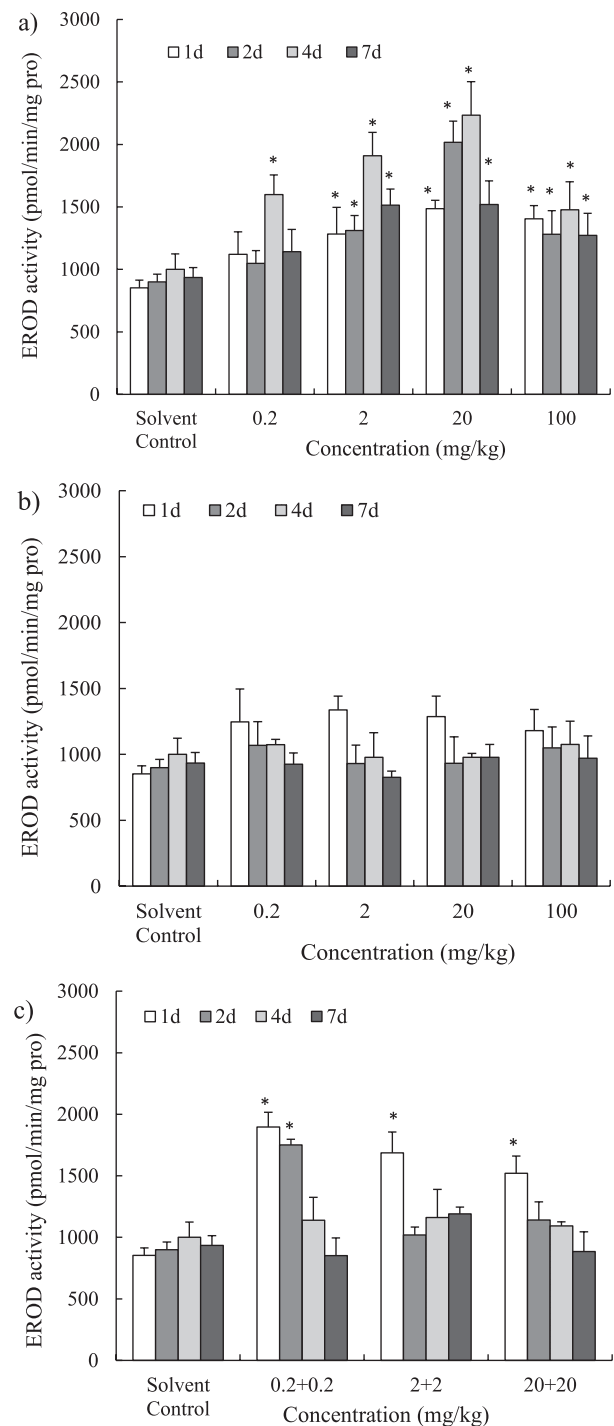 a)
3000
1d 2d 4d 7d
2500
2000
1500
1000
500
0
EROD activity (pmol/min/mg pro)
* * * * * * * * * * * * *
Solvent Control 0.2 2 20 100
Concentration (mg/kg)
b)
3000
1d 2d 4d 7d
2500
2000
1500
1000
500
0
EROD activity (pmol/min/mg pro)
Solvent Control 0.2 2 20 100
Concentration (mg/kg)
c)
3000
1d 2d 4d 7d
2500
2000
1500
1000
500
0
EROD activity (pmol/min/mg pro)
* * * *
Solvent Control 0.2+0.2 2+2 20+20
Concentration (mg/kg)